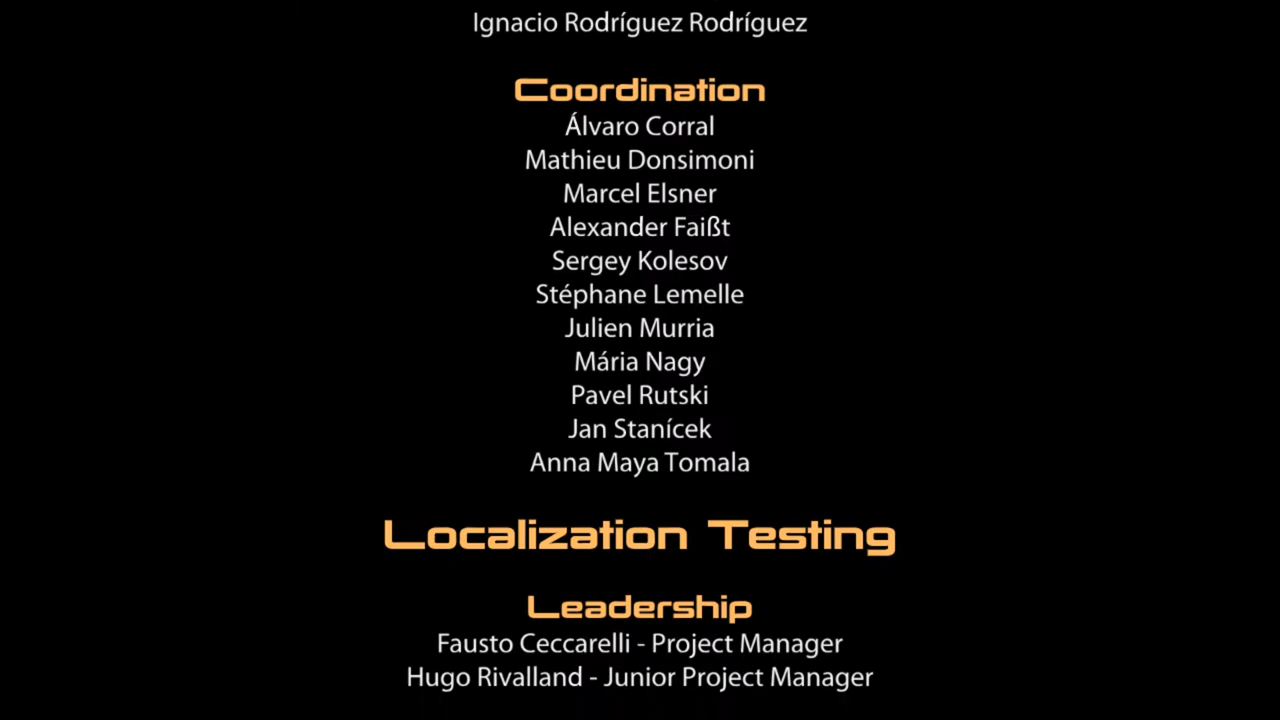 Ignacio Rodríguez Rodríguez
Coordination
Álvaro Corral
Mathieu Donsimoni
Marcel Elsner
Alexander Faißt
Sergey Kolesov
Stéphane Lemelle
Julien Murria
Mária Nagy
Pavel Rutski
Jan Stanícek
Anna Maya Tomala
Localization Testing
Leadership
Fausto Ceccarelli - Project Manager
Hugo Rivalland - Junior Project Manager